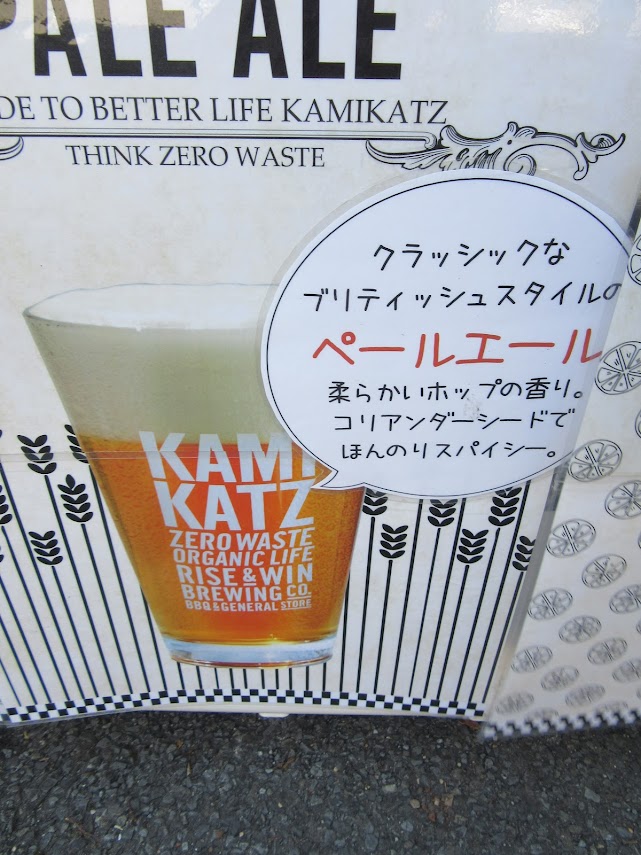 PALE ALE
DE TO BETTER LIFE KAMIKATZ
THINK ZERO WASTE
クラッシックな
ブリティッシュスタイルの
ペールエール
柔らかいホップの香り。
コリアンダーシードで
ほんのりスパイシー。
KAMI
KATZ
ZERO WASTE
ORGANIC LIFE
RISE & WIN
BREWING CO.
BBQ & GENERAL STORE